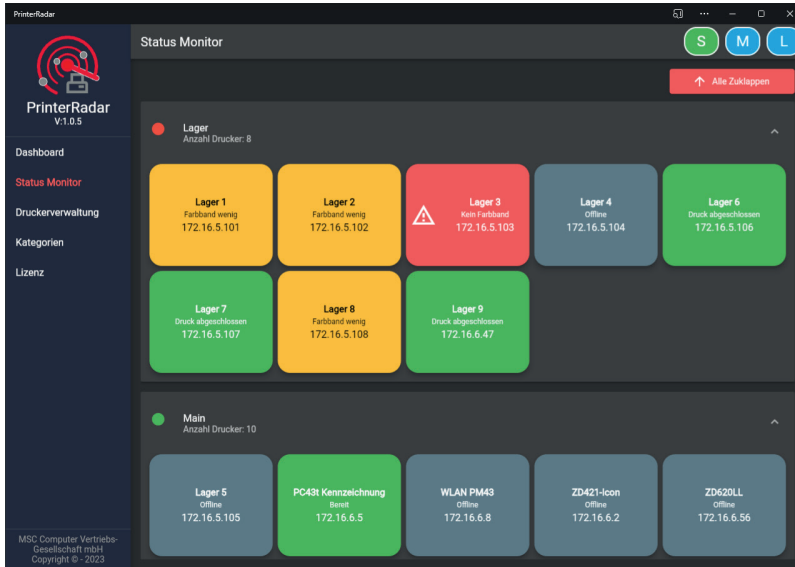 PrinterRadar
Status Monitor
S M L
PrinterRadar
V:1.0.5
Dashboard
Status Monitor
Druckerverwaltung
Kategorien
Lizenz
MSC Computer Vertriebs-
Gesellschaft mbH
Copyright © - 2023
Alle Zuklappen
Lager
Anzahl Drucker: 8
Lager 1
Farbband wenig
172.16.5.101
Lager 2
Farbband wenig
172.16.5.102
Lager 3
Kein Farbband
172.16.5.103
Lager 4
Offline
172.16.5.104
Lager 6
Druck abgeschlossen
172.16.5.106
Lager 7
Druck abgeschlossen
172.16.5.107
Lager 8
Farbband wenig
172.16.5.108
Lager 9
Druck abgeschlossen
172.16.6.47
Main
Anzahl Drucker: 10
Lager 5
Offline
172.16.5.105
PC43t Kennzeichnung
Bereit
172.16.6.5
WLAN PM43
Offline
172.16.6.8
ZD421-Icon
Offline
172.16.6.2
ZD620LL
Offline
172.16.6.56